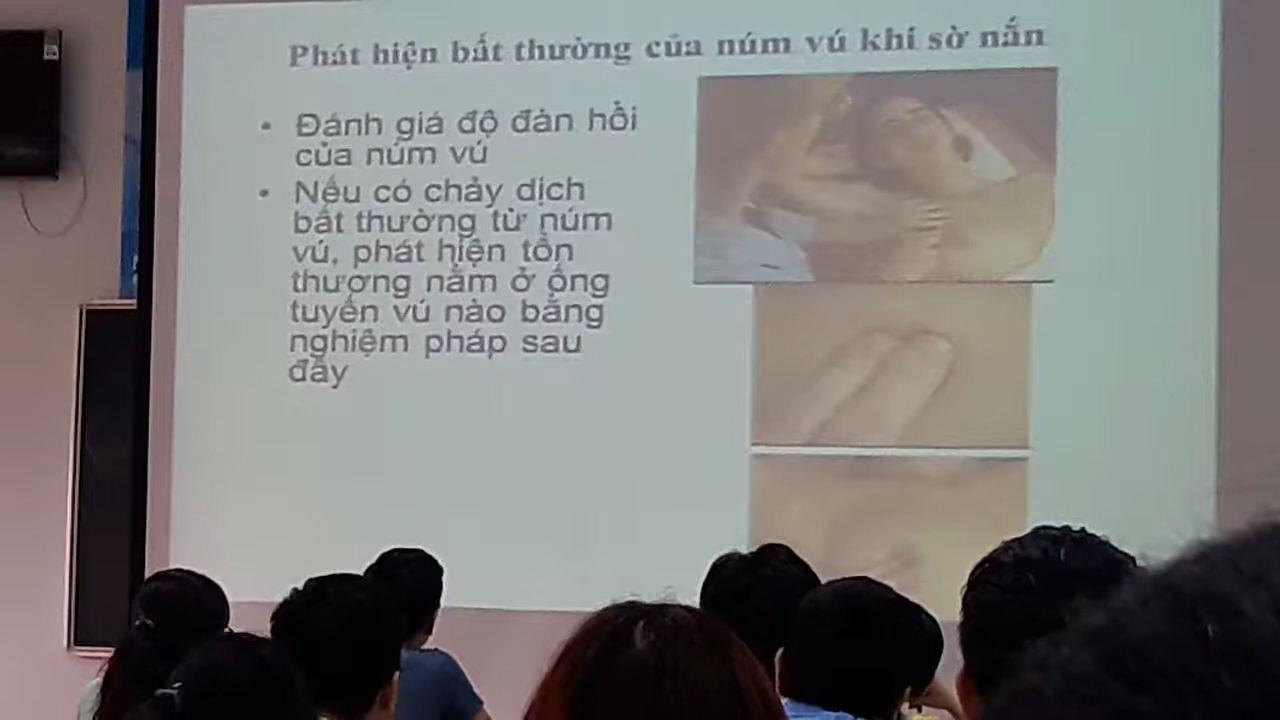 Phát hiện bất thường của núm vú khi sờ nắn
• Đánh giá độ đàn hồi
của núm vú
• Nếu có chảy dịch
bất thường từ núm
vú, phát hiện tổn
thương nằm ở ống
tuyến vú nào bằng
nghiệm pháp sau
đây